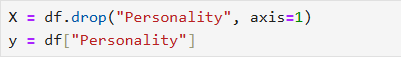 X = df.drop("Personality", axis=1)
y = df["Personality"]